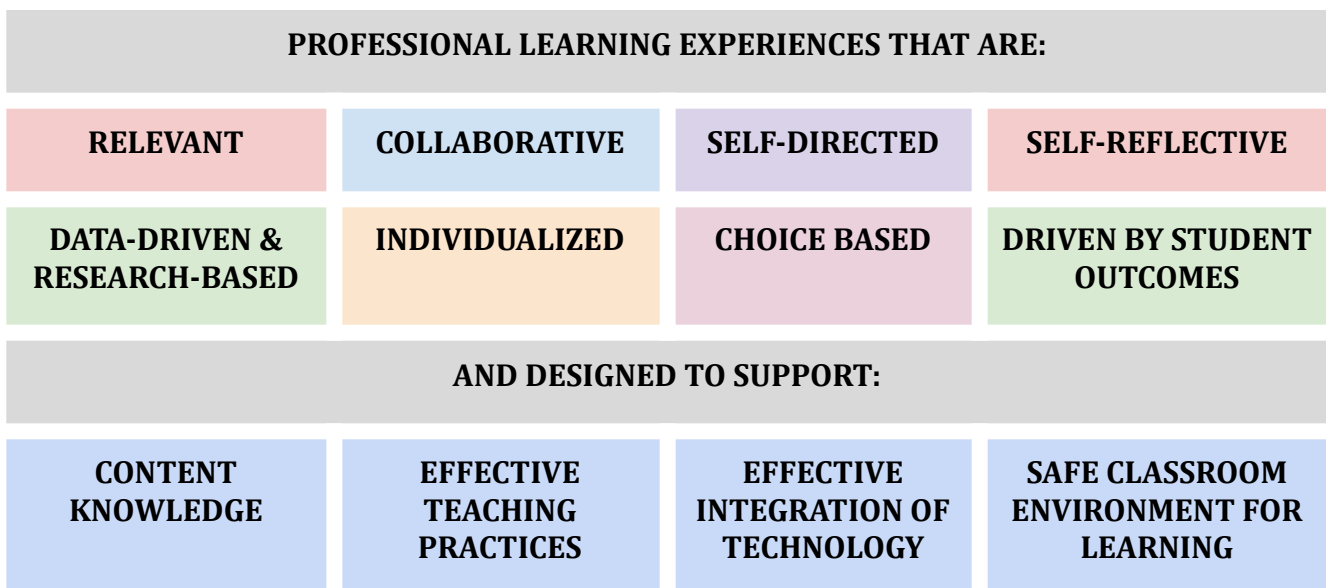 PROFESSIONAL LEARNING EXPERIENCES THAT ARE:
RELEVANT
COLLABORATIVE
SELF-DIRECTED
SELF-REFLECTIVE
DATA-DRIVEN &
RESEARCH-BASED
INDIVIDUALIZED
CHOICE BASED
DRIVEN BY STUDENT
OUTCOMES
AND DESIGNED TO SUPPORT:
CONTENT
KNOWLEDGE
EFFECTIVE
TEACHING
PRACTICES
EFFECTIVE
INTEGRATION OF
TECHNOLOGY
SAFE CLASSROOM
ENVIRONMENT FOR
LEARNING